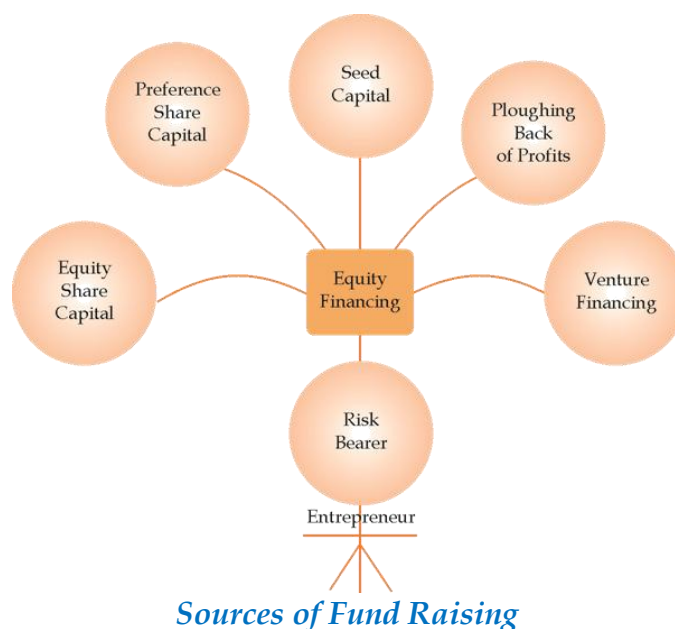 Seed
Capital
Preference
Share
Capital
Ploughing
Back
of Profits
Equity
Share
Capital
Equity
Financing
Venture
Financing
Risk
Bearer
Entrepreneur
Sources of Fund Raising